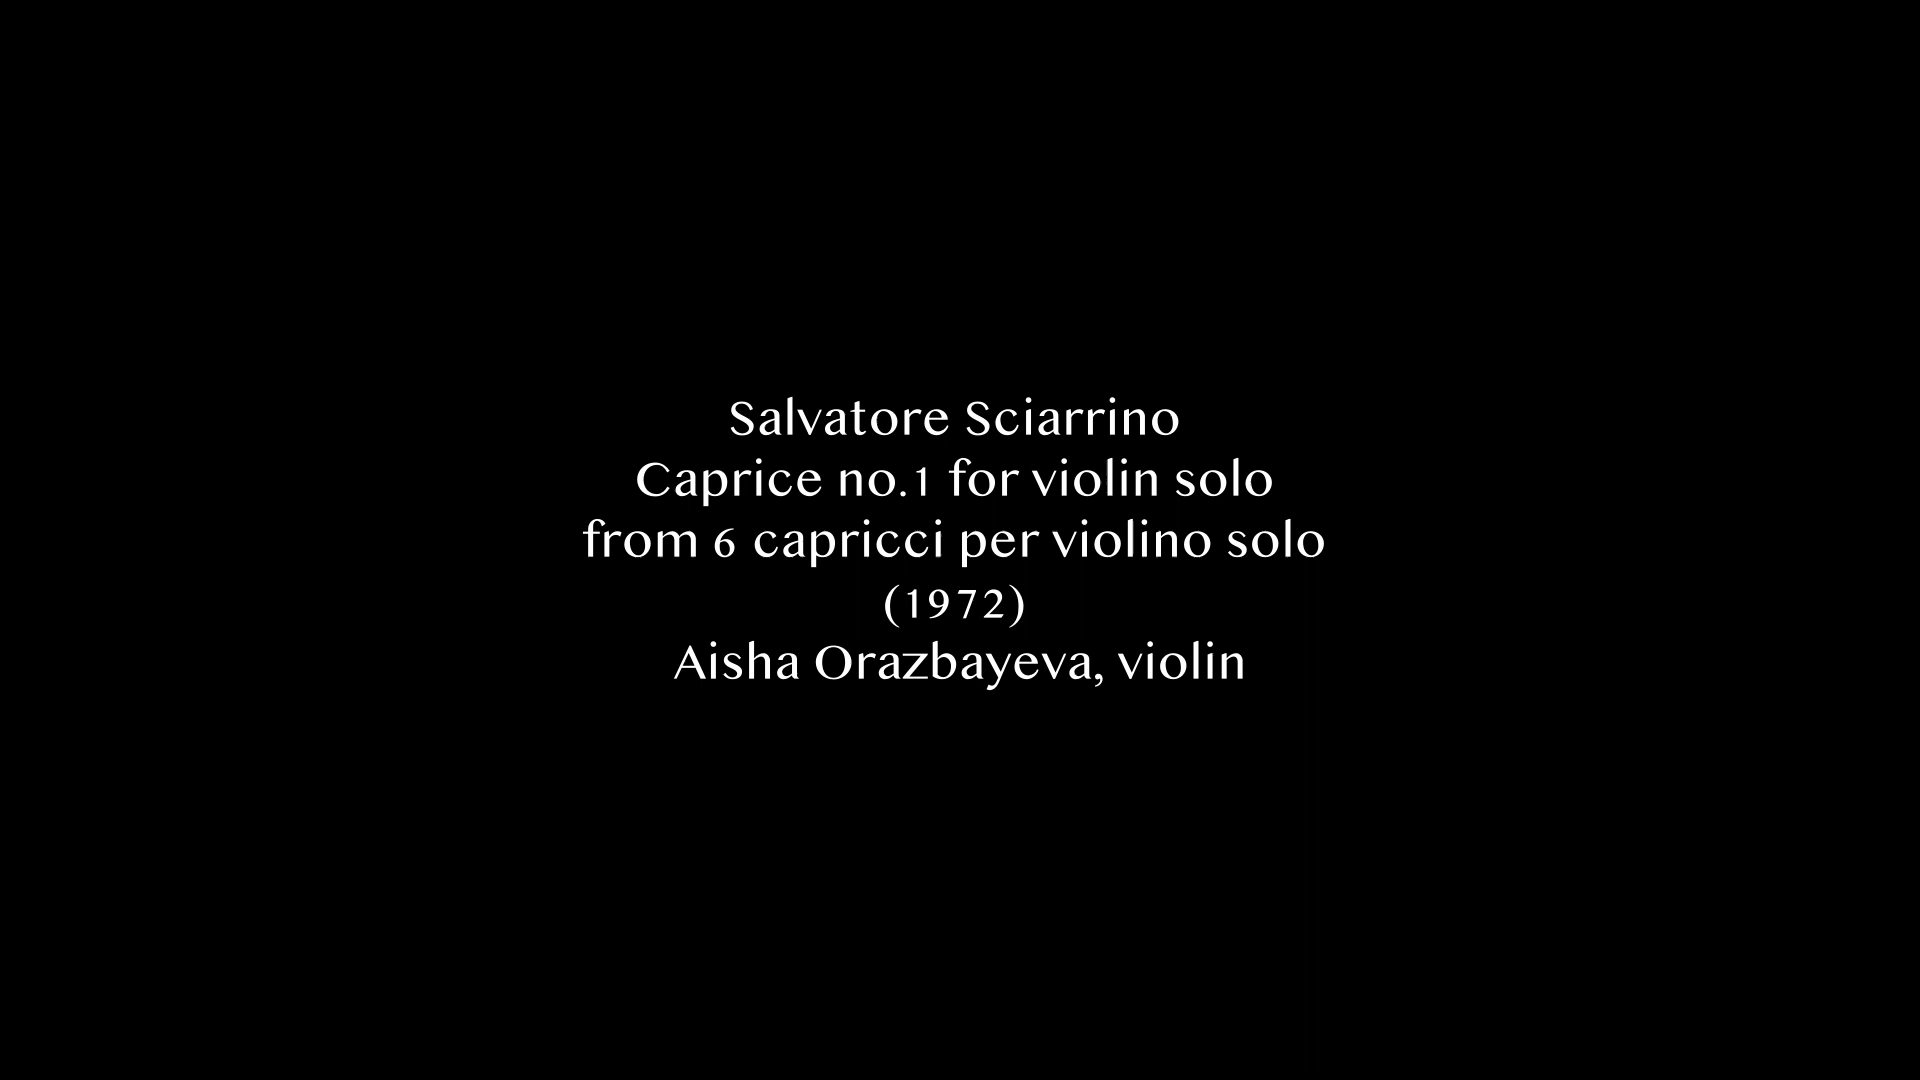 Salvatore Sciarrino
Caprice no.1 for violin solo
from 6 capricci per violino solo
(1972)
Aisha Orazbayeva, violin